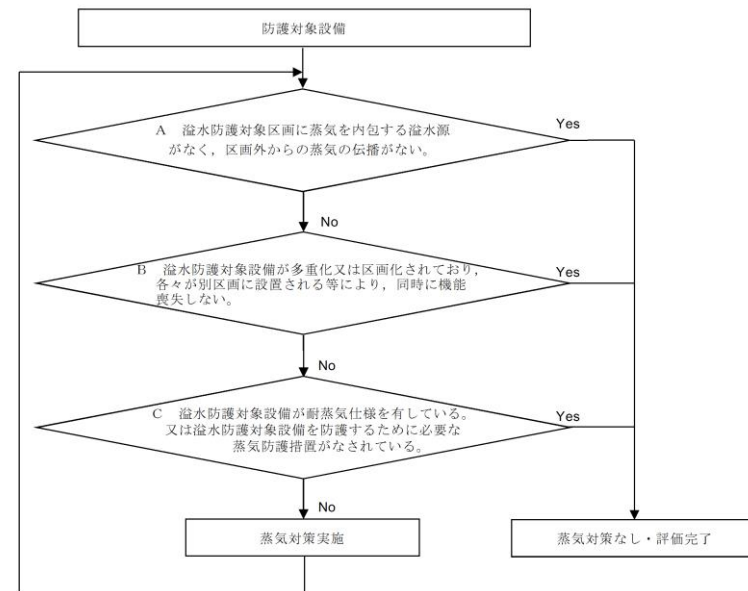 防護対象設備
A 溢水防護対象区画に蒸気を内包する溢水源
がなく，区画外からの蒸気の伝播がない。
Yes
No
B 溢水防護対象設備が多重化又は区画化されており，
各々が別区画に設置される等により，同時に機能
喪失しない。
Yes
No
C 溢水防護対象設備が耐蒸気仕様を有している。
又は溢水防護対象設備を防護するために必要な
蒸気防護措置がなされている。
Yes
No
蒸気対策実施
蒸気対策なし・評価完了